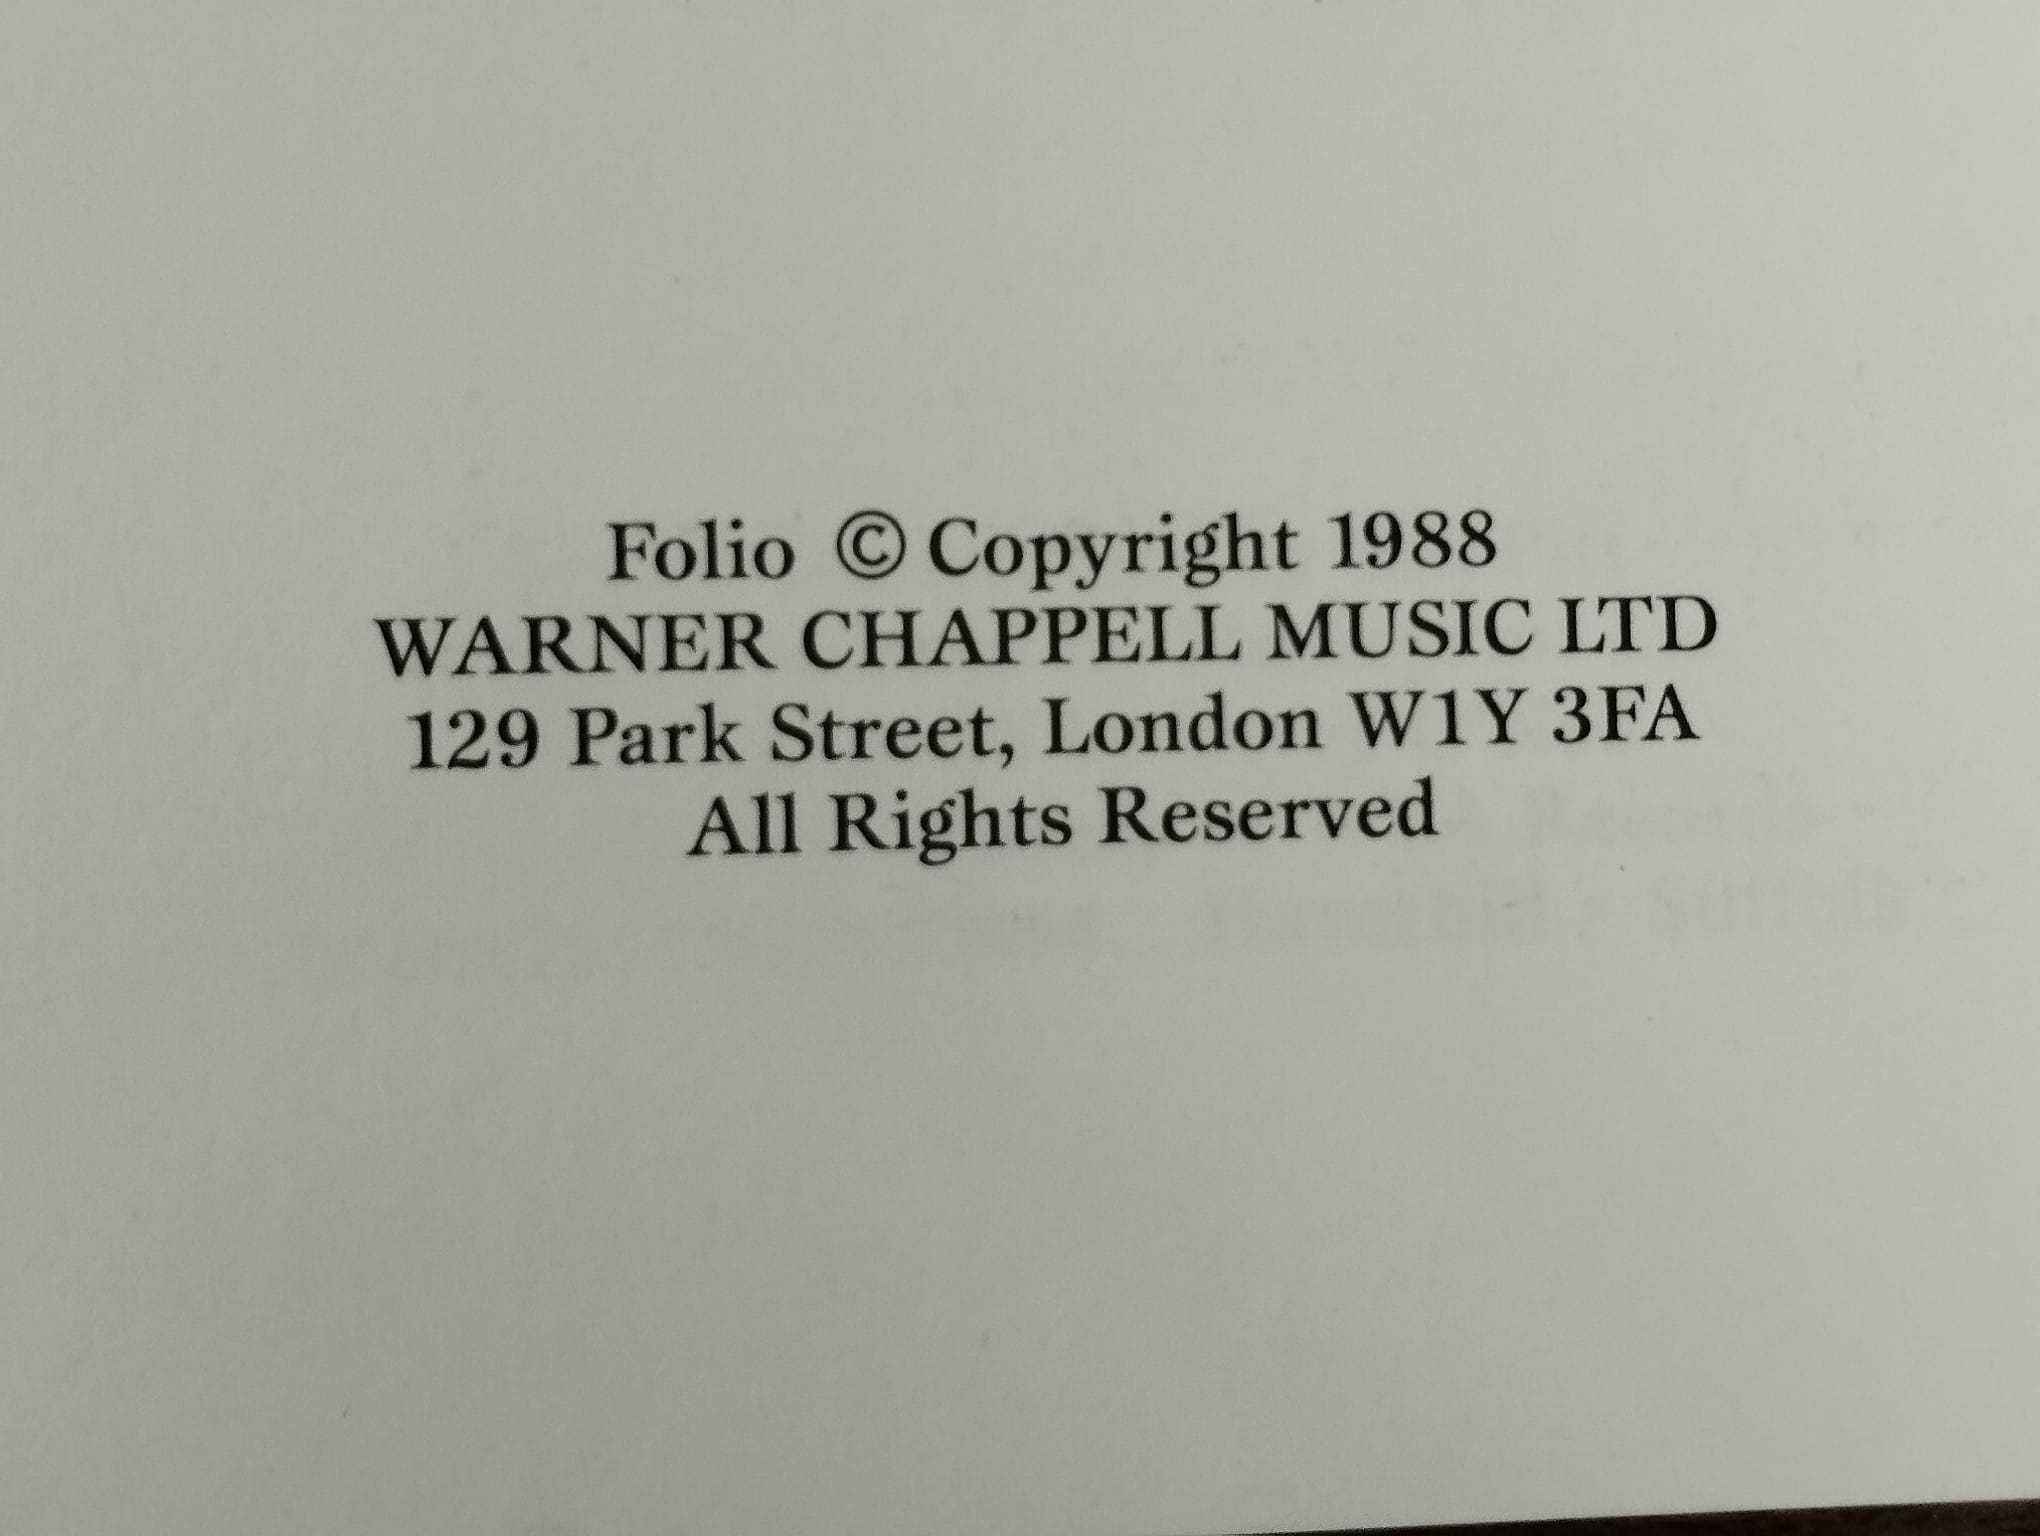 Folio © Copyright 1988
WARNER CHAPPELL MUSIC LTD
129 Park Street, London W1Y 3FA
All Rights Reserved